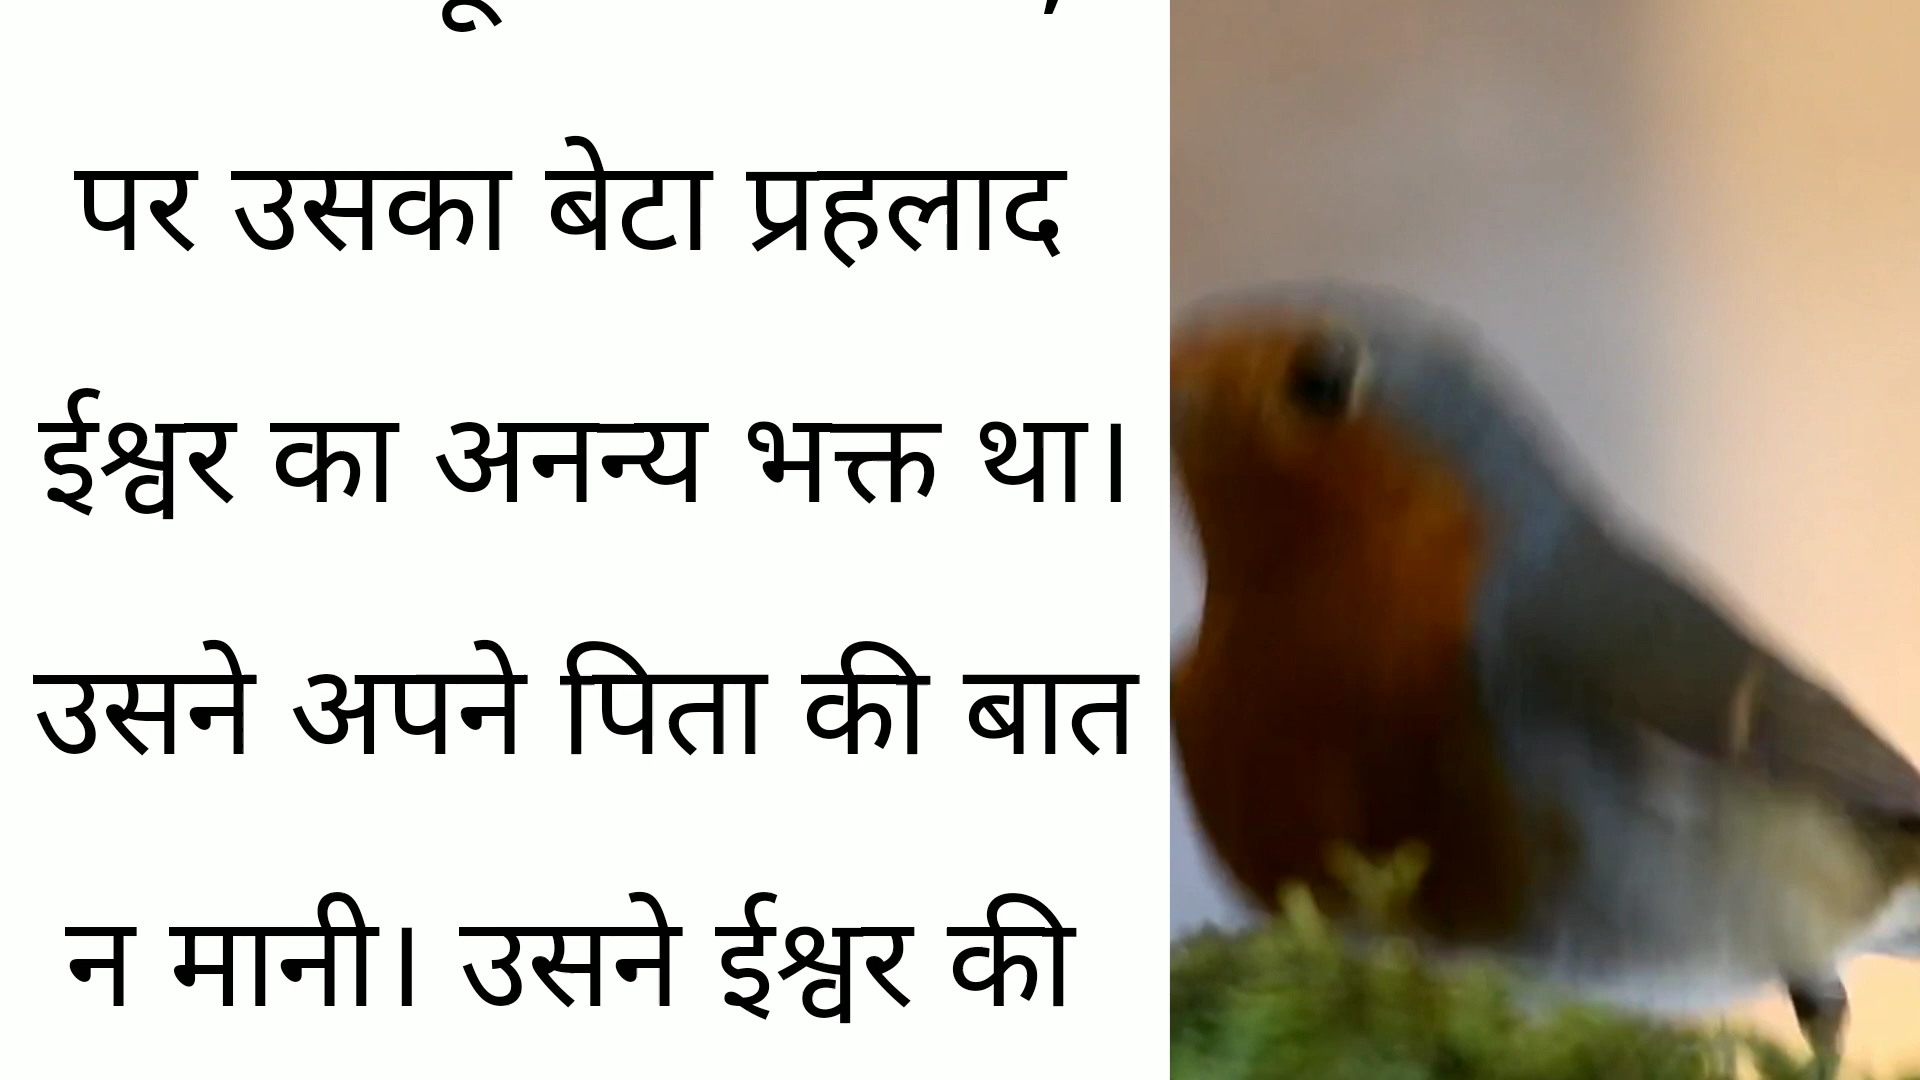 पर उसका बेटा प्रहलाद
ईश्वर का अनन्य भक्त था।
उसने अपने पिता की बात
न मानी। उसने ईश्वर की